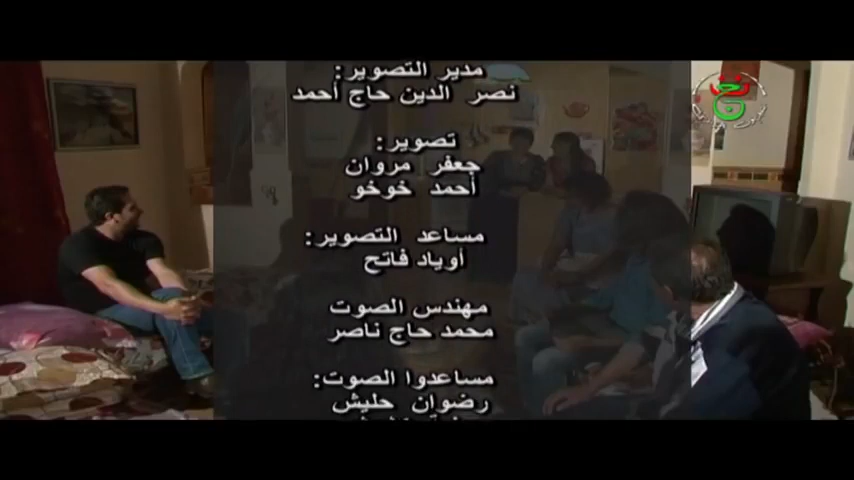 مدير التصوير:
نصر الدين حاج أحمد
تصوير:
جعفر مروان
أحمد خوخو
مساعد التصوير:
أوياد فاتح
مهندس الصوت
محمد حاج ناصر
مساعدوا الصوت:
رضوان حليش